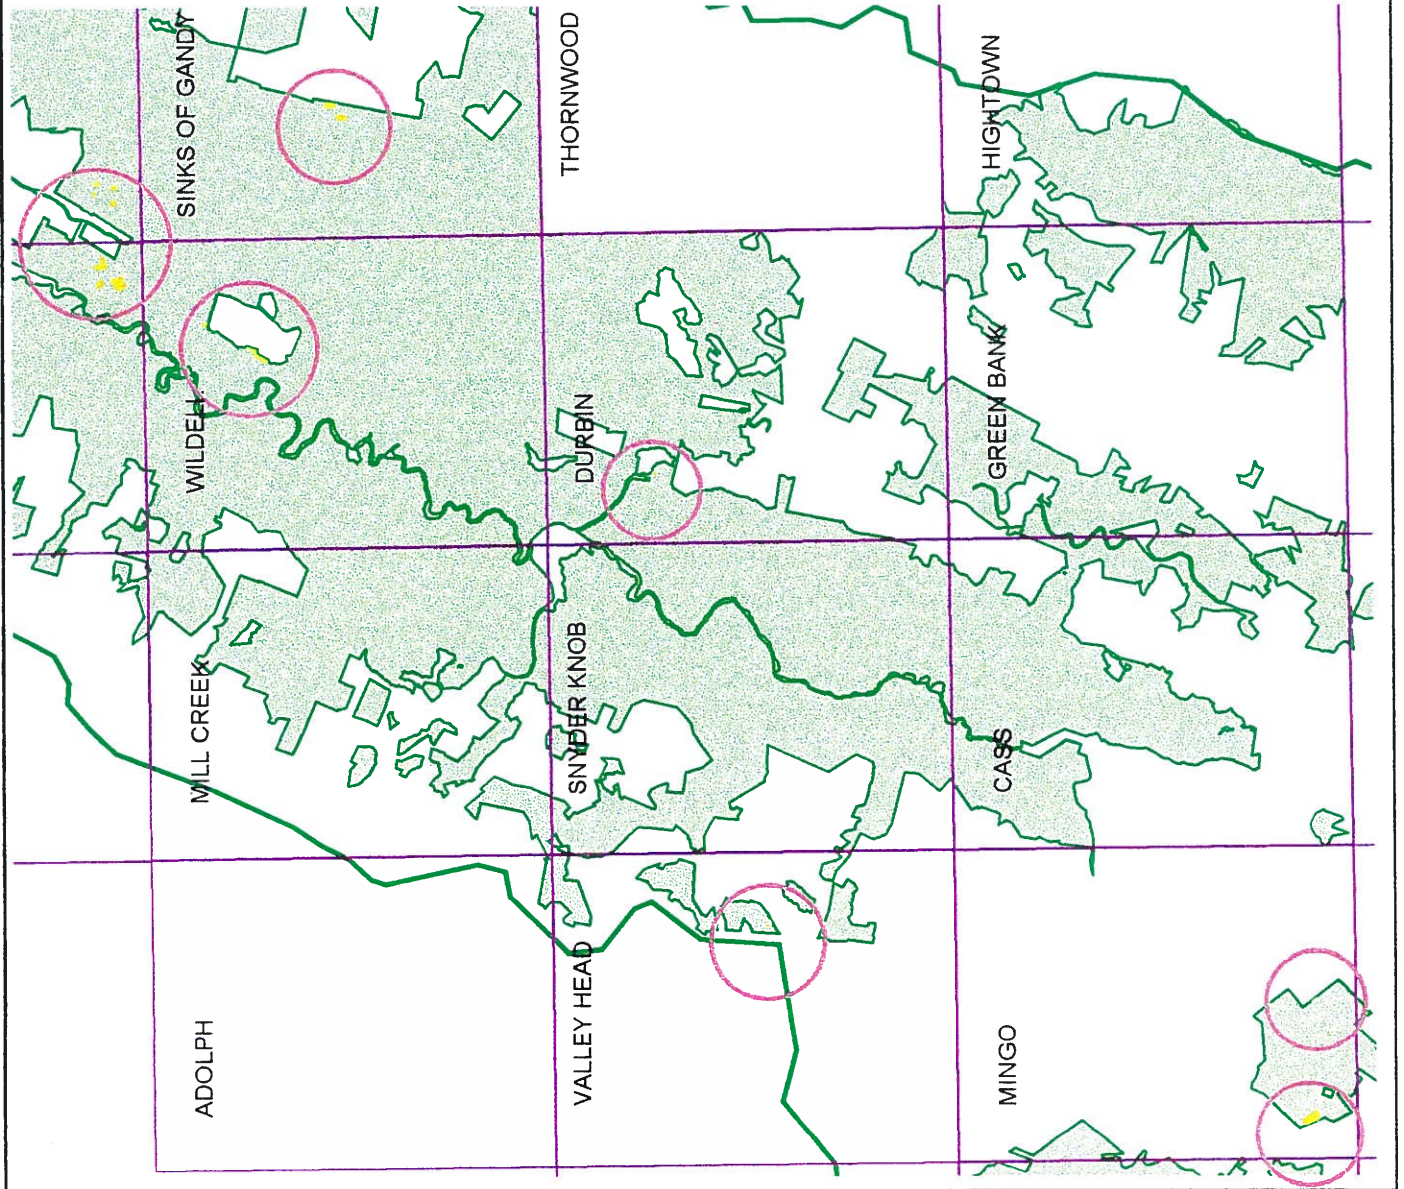 SINKS OF GANDY
THORNWOOD
HIGHTOWN
WILDELL
DURBIN
GREEN BANK
MILL CREEK
SNYDER KNOB
CASS
ADOLPH
VALLEY HEAD
MINGO